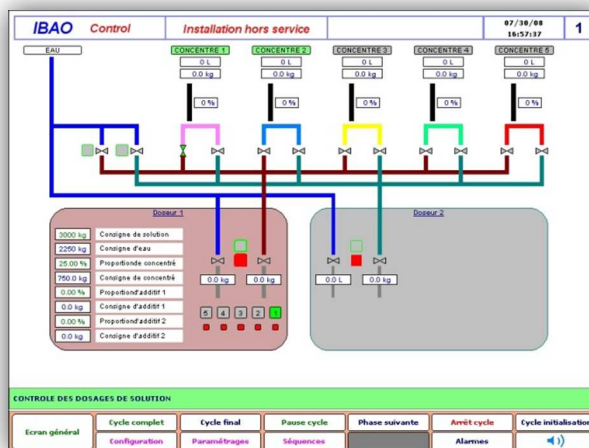 IBAO Control
Installation hors service
07/30/08
16:57:37
1
EAU
CONCENTRE 1
CONCENTRE 2
CONCENTRE 3
CONCENTRE 4
CONCENTRE 5
0 L
0 L
0 L
0 L
0 L
0.0 kg
0.0 kg
0.0 kg
0.0 kg
0.0 kg
0 %
0 %
0 %
0 %
0 %
Doseur 1
Doseur 2
3000 kg Consigne de solution
2250 kg Consigne d'eau
25.00 % Proportionde concentré
750.0 kg Consigne de concentré
0.00 % Proportiond'additif 1
0.0 kg Consigne d'additif 1
0.00 % Proportiond'additif 2
0.0 kg Consigne d'additif 2
0.0 kg
0.0 kg
0.0 L
0.0 kg
5 4 3 2 1
CONTROLE DES DOSAGES DE SOLUTION
Ecran général
Cycle complet
Cycle final
Pause cycle
Phase suivante
Arrêt cycle
Cycle initialisation
Configuration
Paramétrages
Séquences
Alarmes